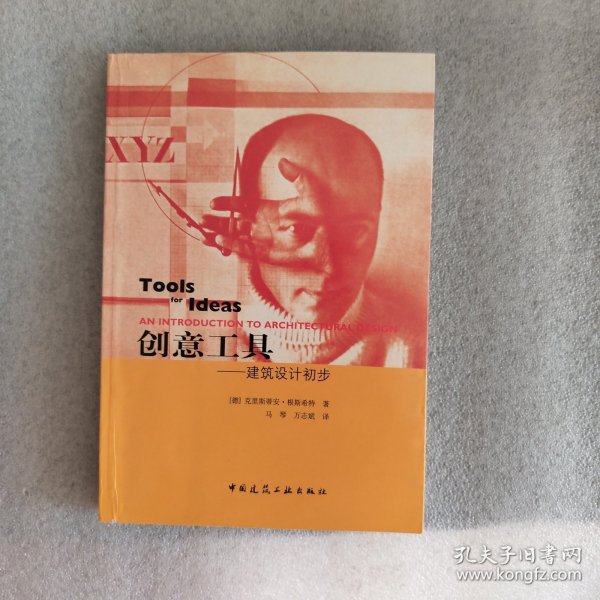 XYZ
Tools
for Ideas
AN INTRODUCTION TO ARCHITECTURAL DESIGN
创意工具
——建筑设计初步
[德] 克里斯蒂安·根斯希特 著
马 琴 万志斌 译
中国建筑工业出版社
孔夫子旧书网
www.kongfz.com